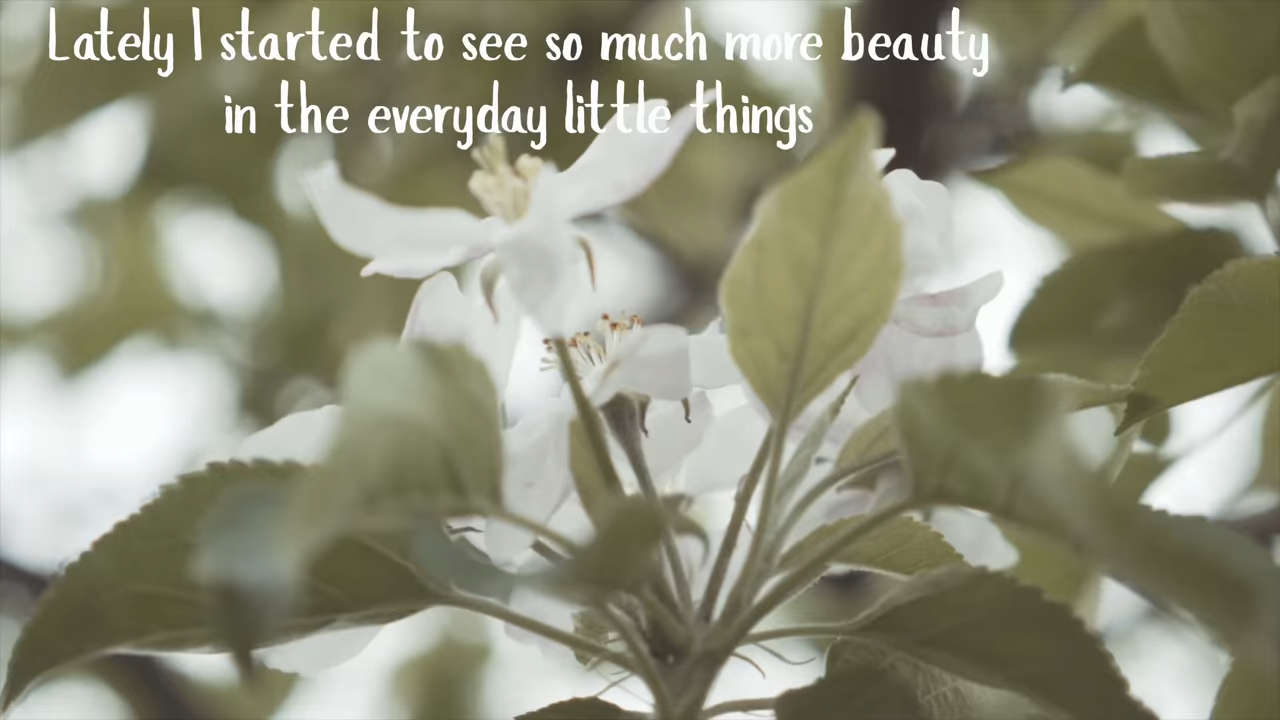 Lately I started to see so much more beauty
in the everyday little things